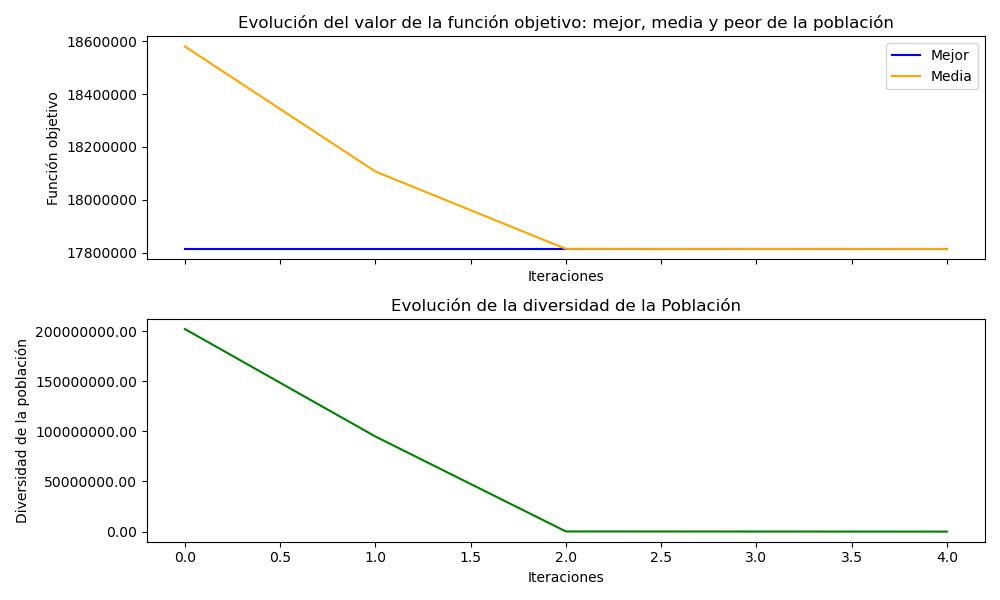 Evolución del valor de la función objetivo: mejor, media y peor de la población
18600000
18400000
18200000
18000000
17800000
Función objetivo
Mejor
Media
Iteraciones
Evolución de la diversidad de la Población
200000000.00
150000000.00
100000000.00
50000000.00
0.00
Diversidad de la población
0.0 0.5 1.0 1.5 2.0 2.5 3.0 3.5 4.0
Iteraciones